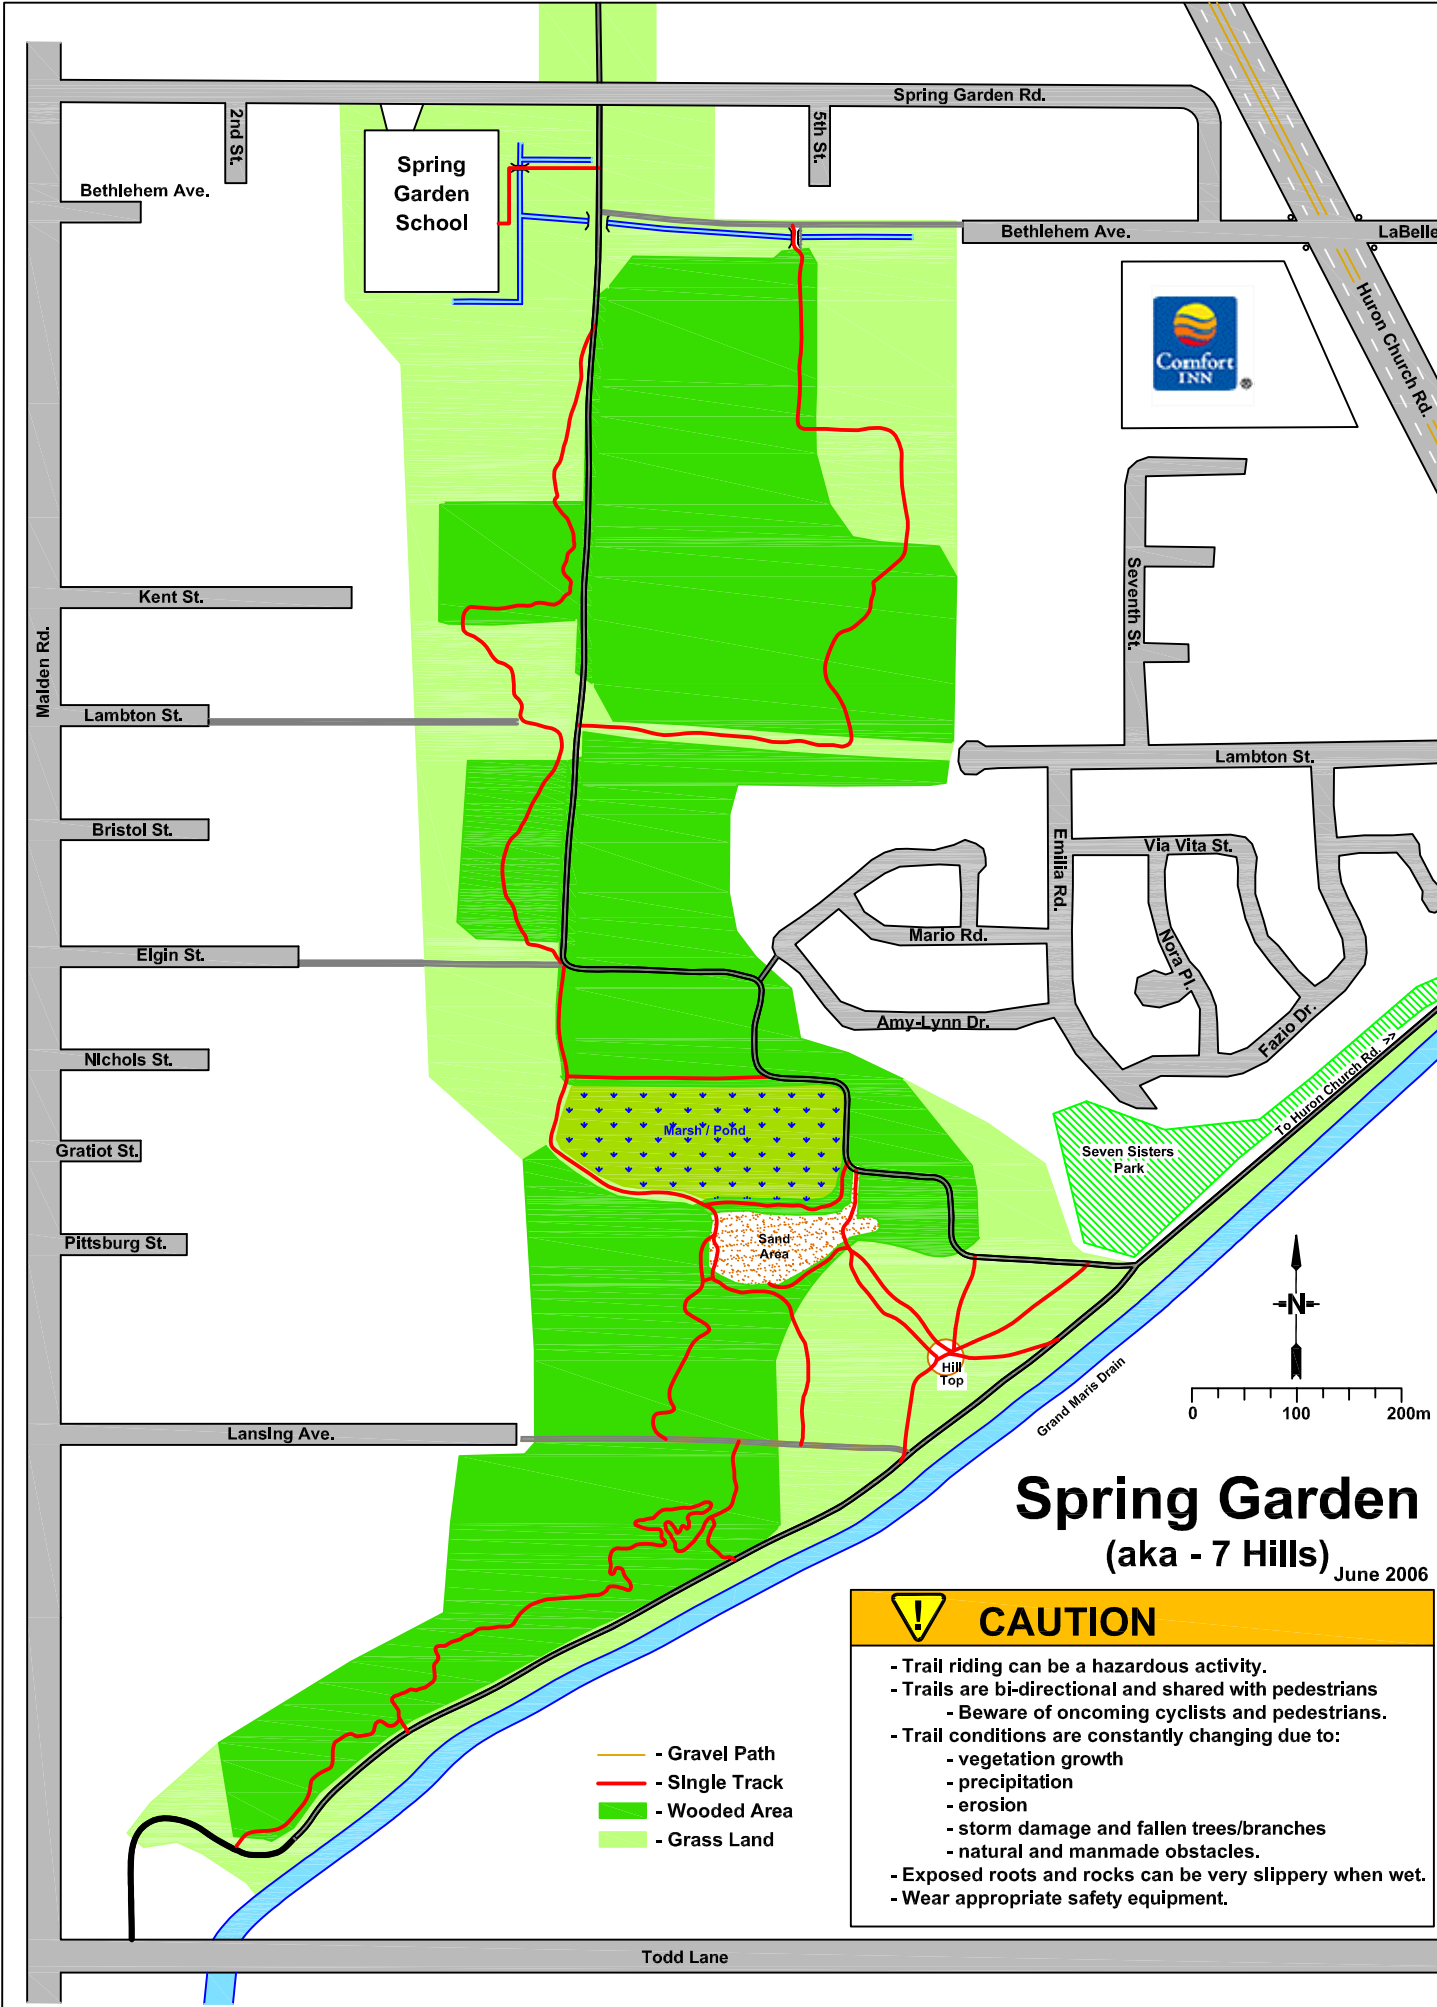 Spring Garden Rd.
2nd St.
5th St.
Spring
Garden
School
Bethlehem Ave.
Bethlehem Ave.
LaBelle
Huron Church Rd.
Comfort
INN
®
Malden Rd.
Kent St.
Seventh St.
Lambton St.
Lambton St.
Bristol St.
Emilia Rd.
Via Vita St.
Mario Rd.
Nora Pl.
Elgin St.
Amy-Lynn Dr.
Fazio Dr.
NIchols St.
To Huron Church Rd. >>
Marsh / Pond
Gratiot St.
Seven Sisters
Park
Pittsburg St.
Sand
Area
N
Hill
Top
Grand Maris Drain
0 100 200m
LansIng Ave.
Spring Garden
(aka - 7 Hills)
June 2006
! CAUTION
- Trail riding can be a hazardous activity.
- Trails are bi-directional and shared with pedestrians
- Beware of oncoming cyclists and pedestrians.
- Trail conditions are constantly changing due to:
- vegetation growth
- precipitation
- erosion
- storm damage and fallen trees/branches
- natural and manmade obstacles.
- Exposed roots and rocks can be very slippery when wet.
- Wear appropriate safety equipment.
- Gravel Path
- SIngle Track
- Wooded Area
- Grass Land
Todd Lane